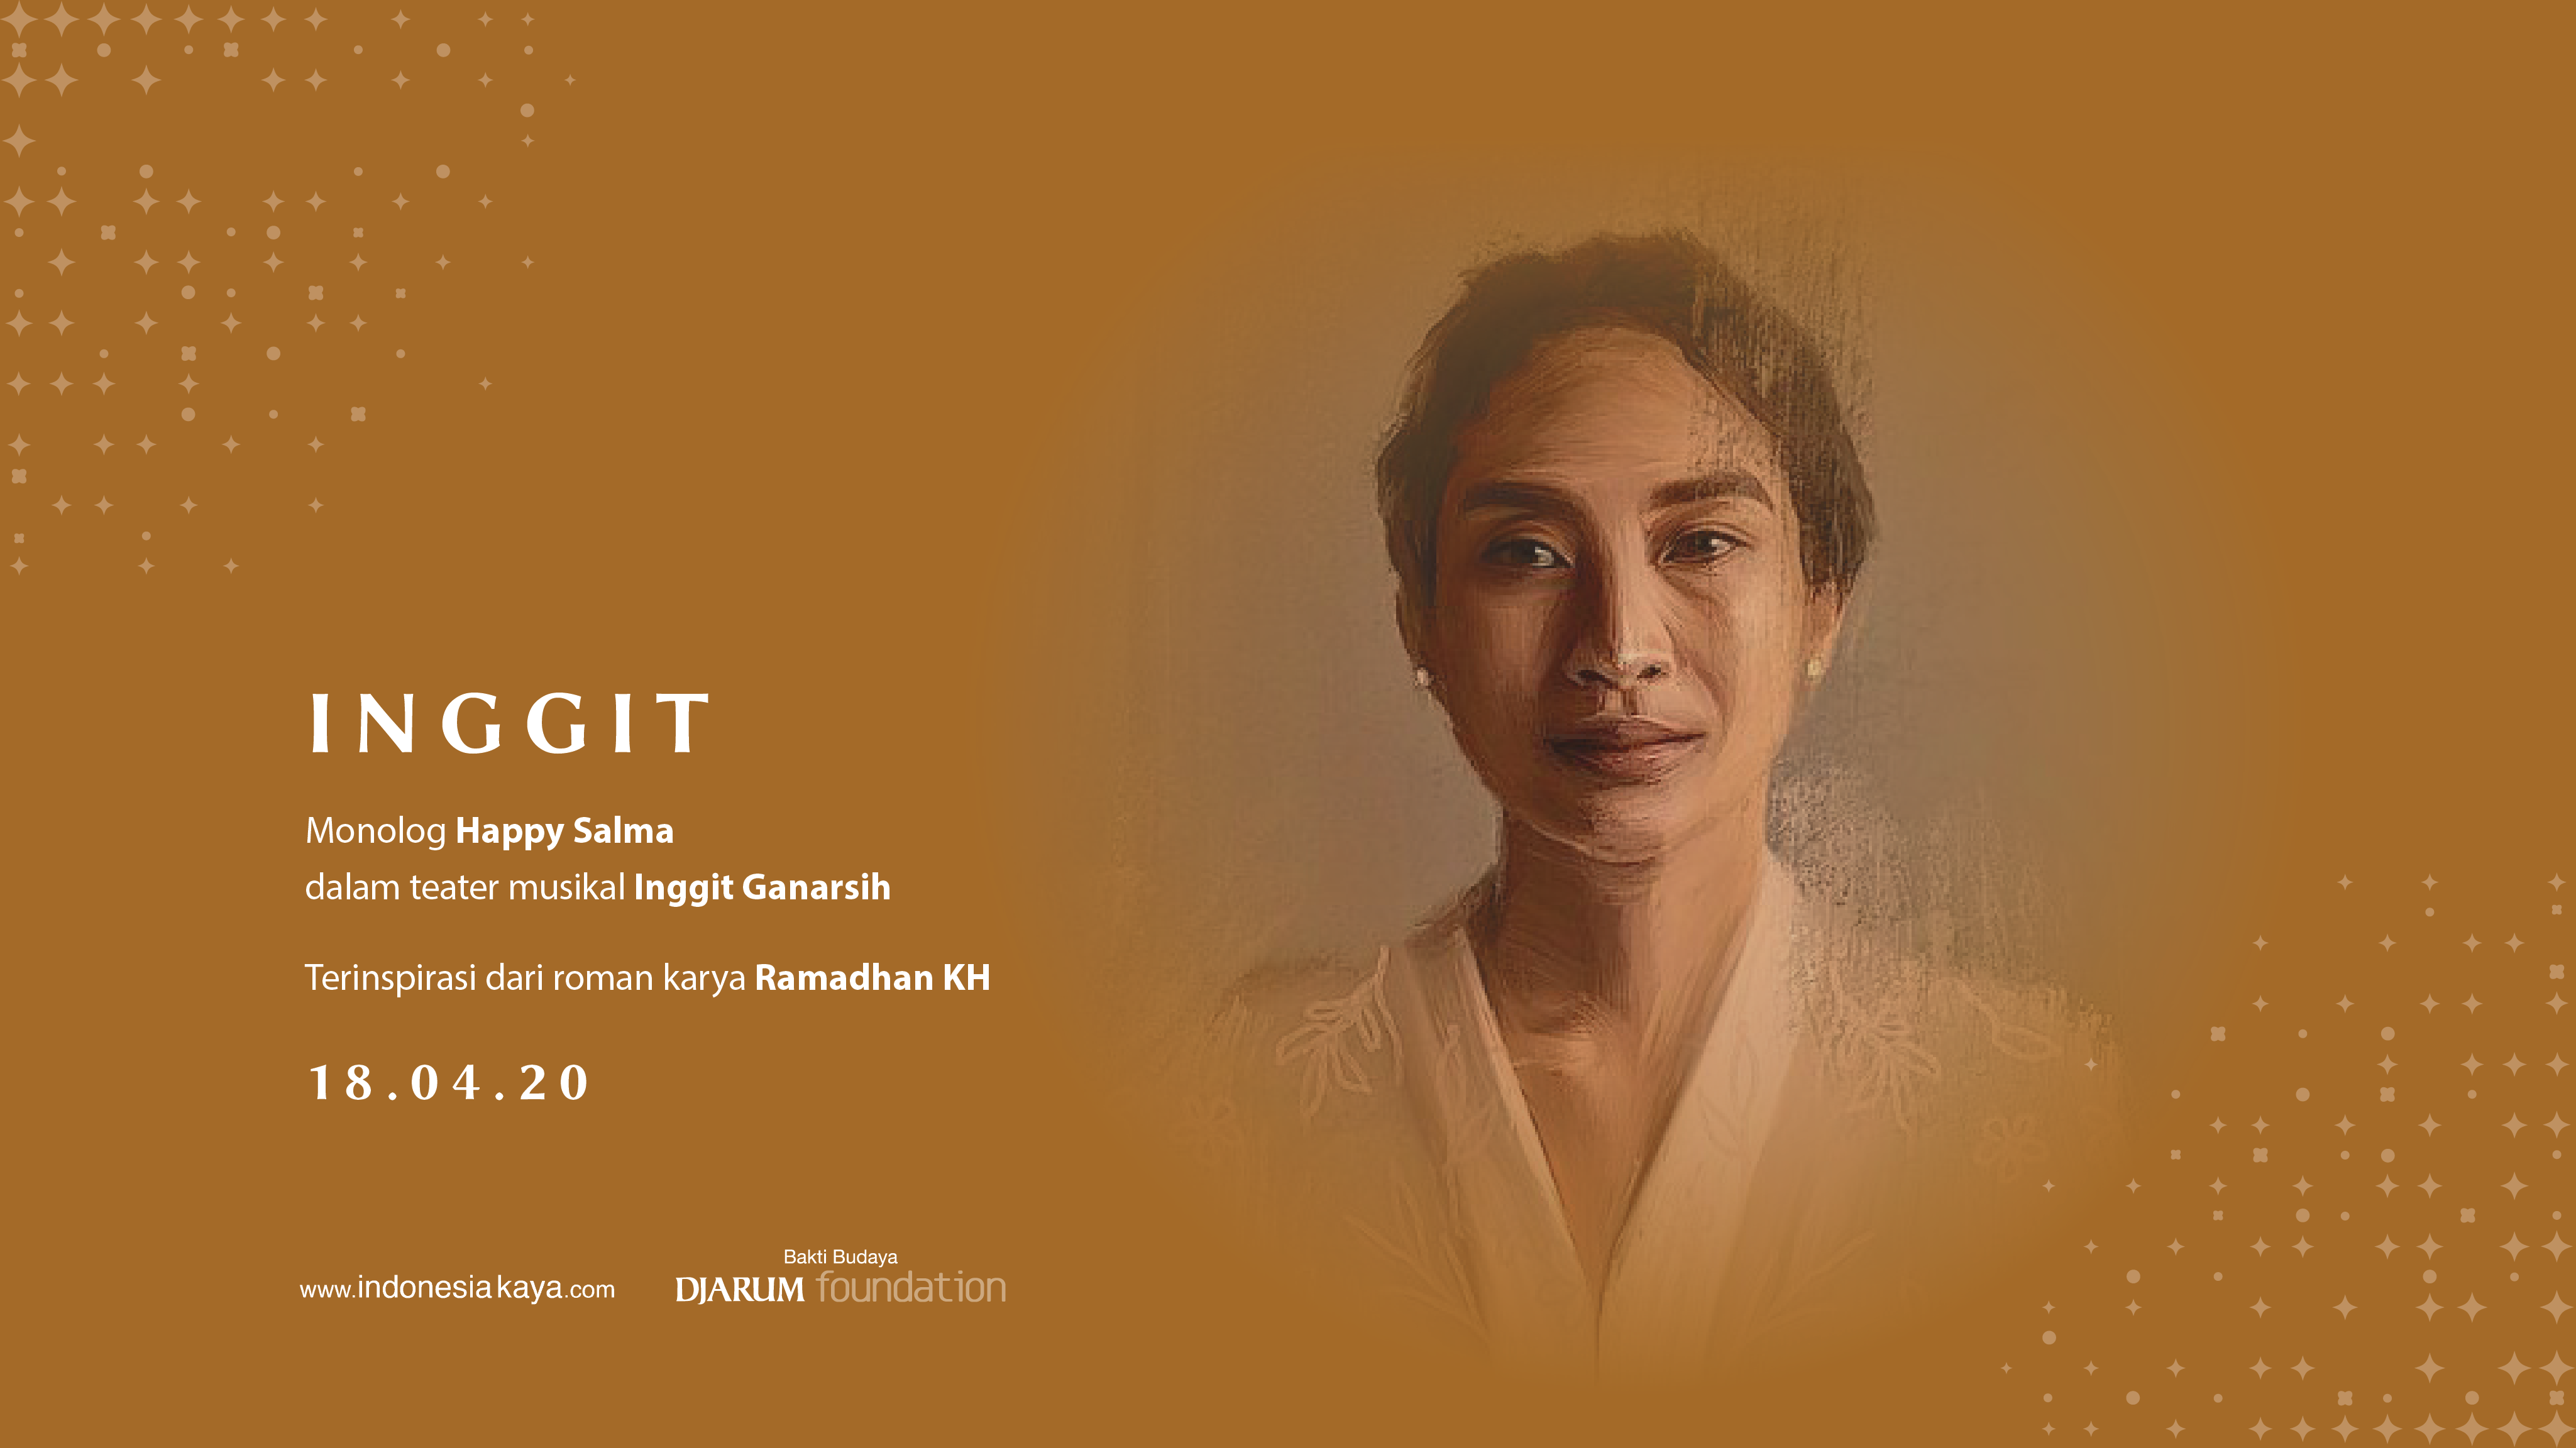 INGGIT
Monolog Happy Salma
dalam teater musikal Inggit Ganarsih
Terinspirasi dari roman karya Ramadhan KH
18.04.20
www.indonesiakaya.com
Bakti Budaya
DJARUM foundation